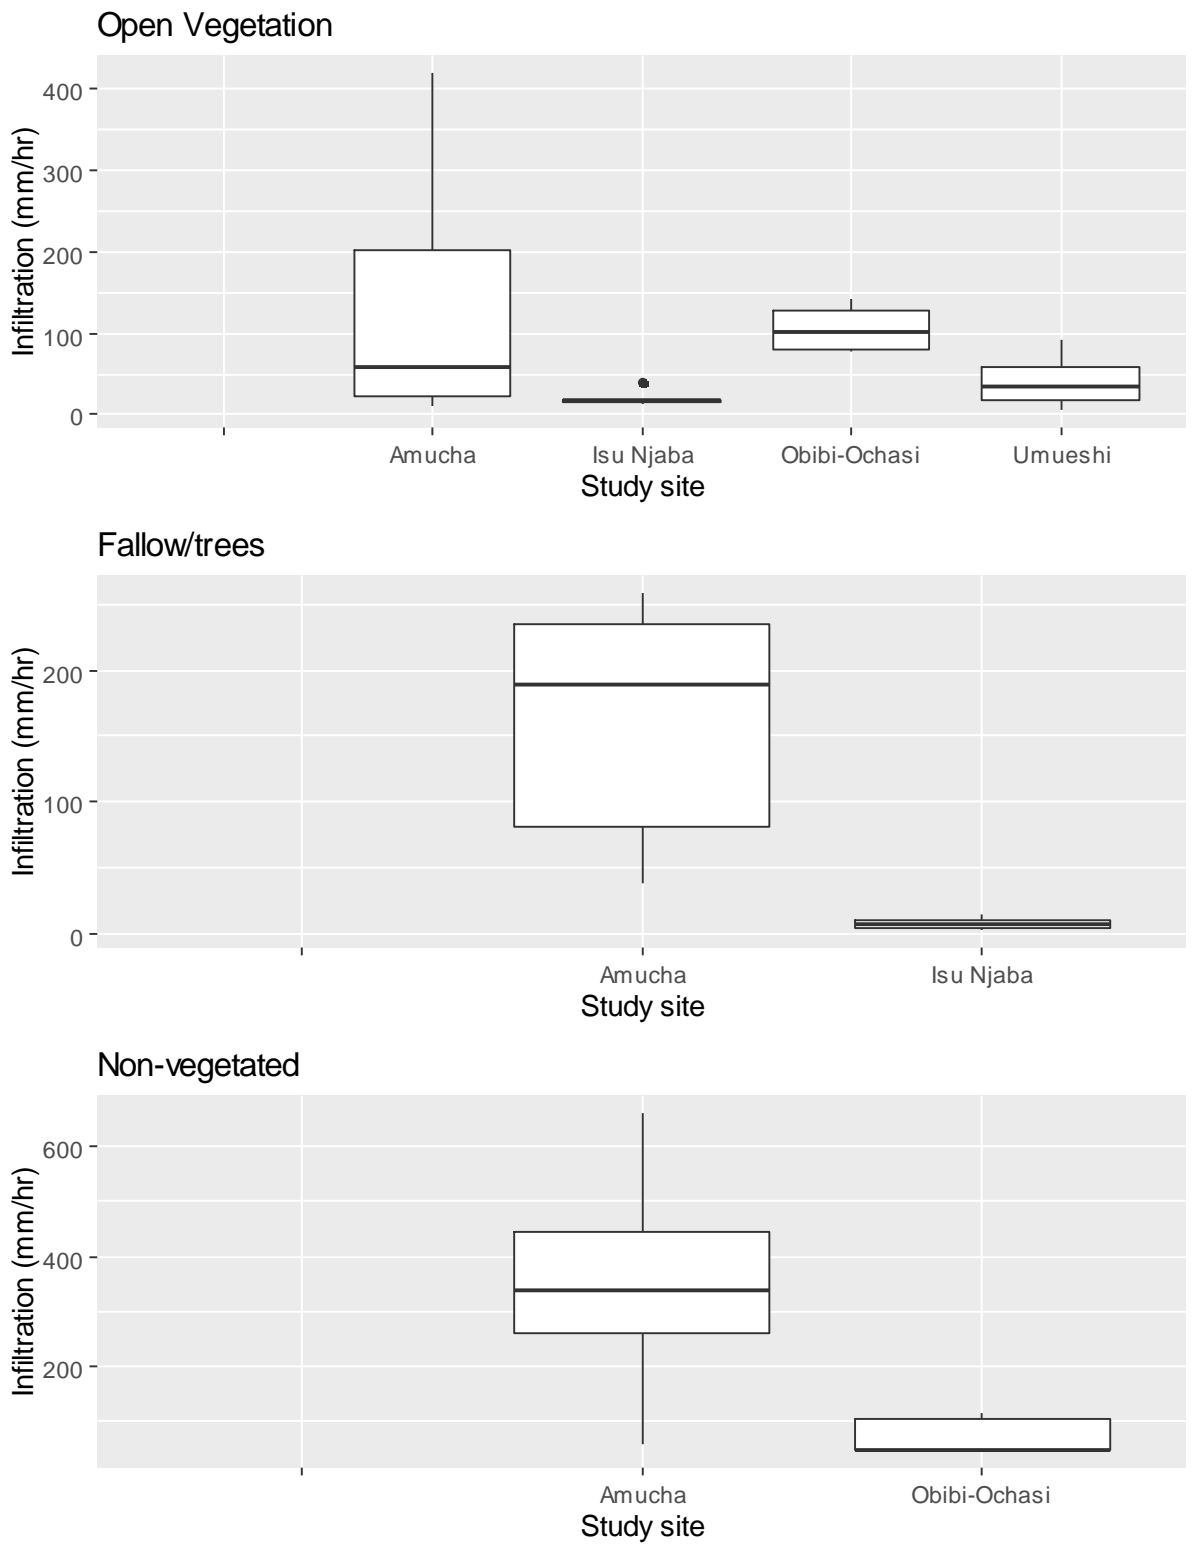 Open Vegetation
Infiltration (mm/hr)
400
300
200
100
0
Amucha Isu Njaba Obibi-Ochasi Umueshi
Study site
Fallow/trees
Infiltration (mm/hr)
200
100
0
Amucha Isu Njaba
Study site
Non-vegetated
Infiltration (mm/hr)
600
400
200
Amucha Obibi-Ochasi
Study site